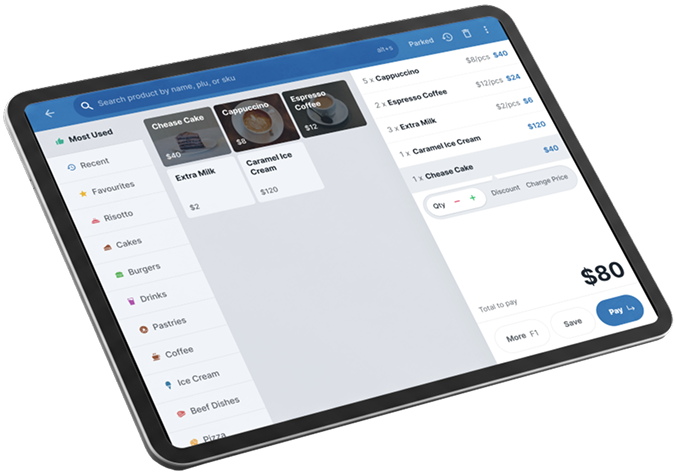 Search product by name, plu, or sku
alt+s
Parked
Most Used
Recent
Favourites
Risotto
Cakes
Burgers
Drinks
Pastries
Coffee
Ice Cream
Beef Dishes
Pizza
Chease Cake
$40
Cappuccino
$8
Espresso
Coffee
$12
Extra Milk
$2
Caramel Ice
Cream
$120
5 x Cappuccino $8/pcs $40
2 x Espresso Coffee $12/pcs $24
3 x Extra Milk $2/pcs $6
1 x Caramel Ice Cream $120
1 x Chease Cake $40
Qty − + Discount Change Price
Total to pay
$80
More F1
Save
Pay